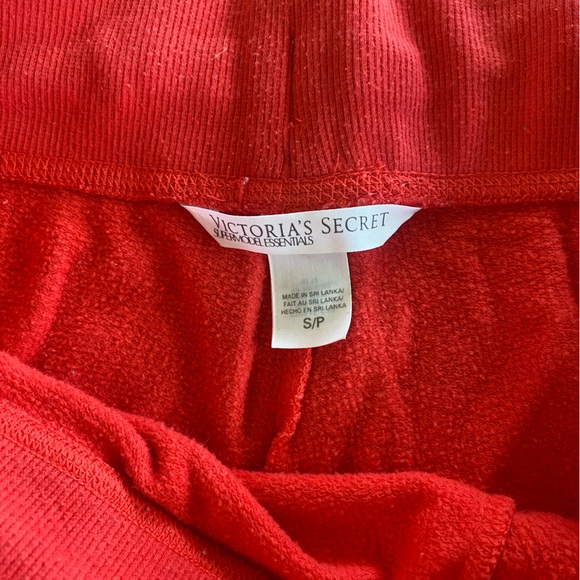 VICTORIA'S SECRET
SUPERMODEL ESSENTIALS
MADE IN SRI LANKA/
FAIT AU SRI LANKA/
HECHO EN SRI LANKA
S/P